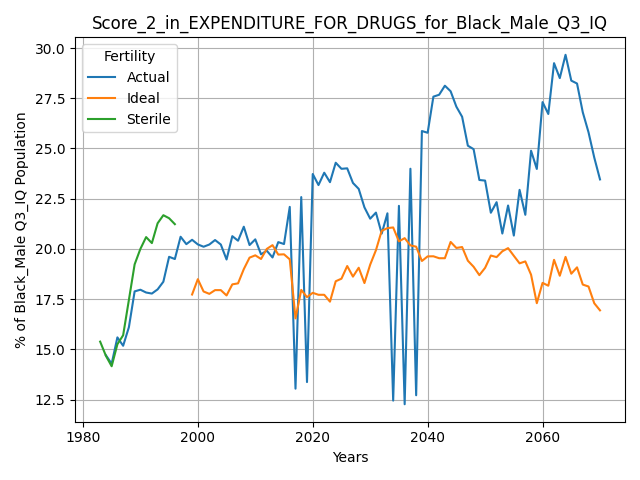 Score_2_in_EXPENDITURE_FOR_DRUGS_for_Black_Male_Q3_IQ
Fertility
Actual
Ideal
Sterile
% of Black_Male Q3_IQ Population
30.0
27.5
25.0
22.5
20.0
17.5
15.0
12.5
1980
2000
2020
2040
2060
Years